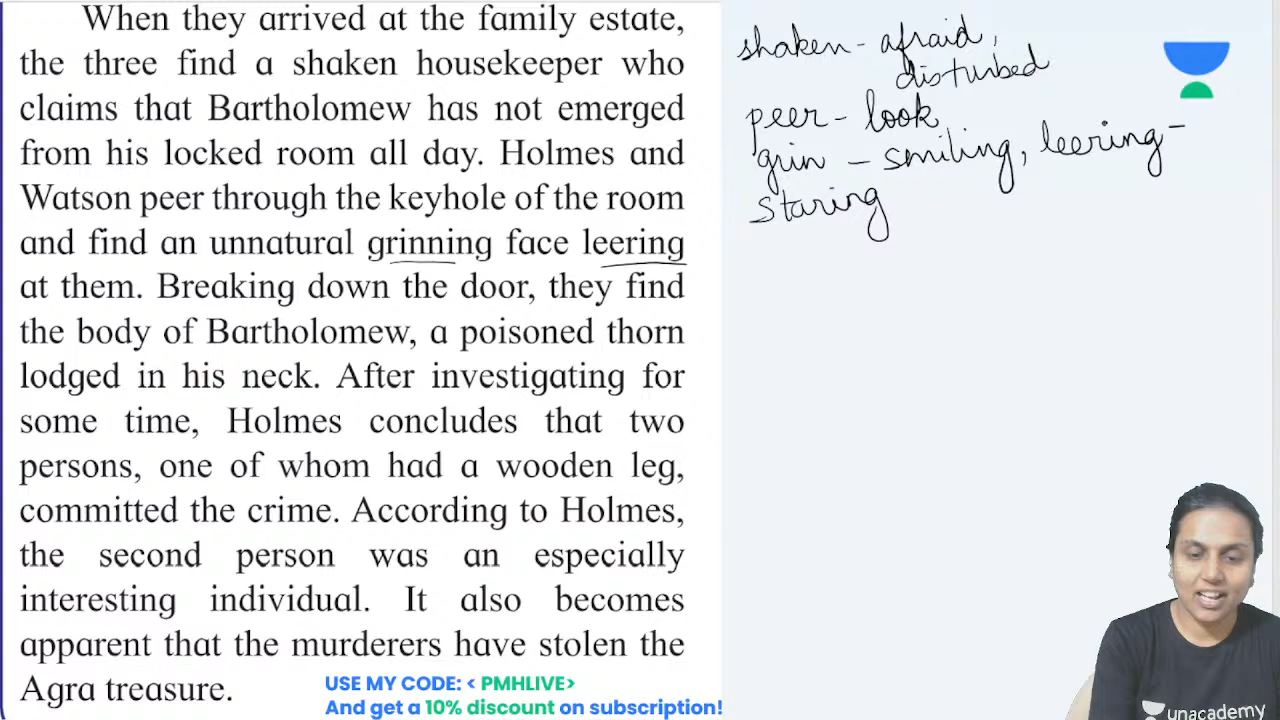 When they arrived at the family estate,
the three find a shaken housekeeper who
claims that Bartholomew has not emerged
from his locked room all day. Holmes and
Watson peer through the keyhole of the room
and find an unnatural grinning face leering
at them. Breaking down the door, they find
the body of Bartholomew, a poisoned thorn
lodged in his neck. After investigating for
some time, Holmes concludes that two
persons, one of whom had a wooden leg,
committed the crime. According to Holmes,
the second person was an especially
interesting individual. It also becomes
apparent that the murderers have stolen the
Agra treasure.
USE MY CODE: < PMHLIVE>
And get a 10% discount on subscription!
shaken - afraid,
disturbed
peer - look
grin - smiling, leering -
staring
unacademy